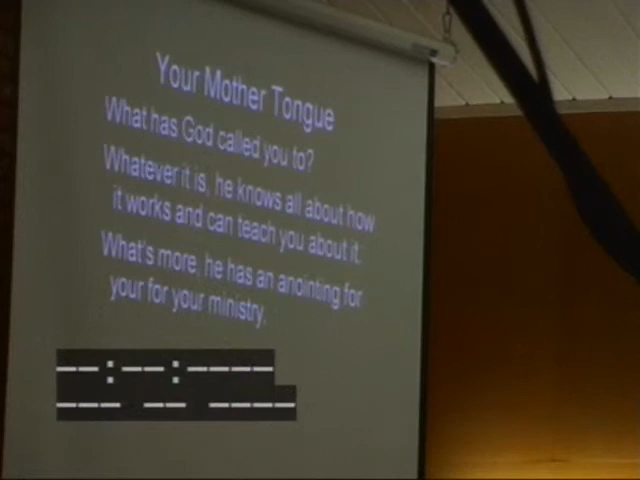 Your Mother Tongue
What has God called you to?
Whatever it is, he knows all about how
it works and can teach you about it.
What's more, he has an anointing for
your for your ministry.
--:--:----
--- -- ----